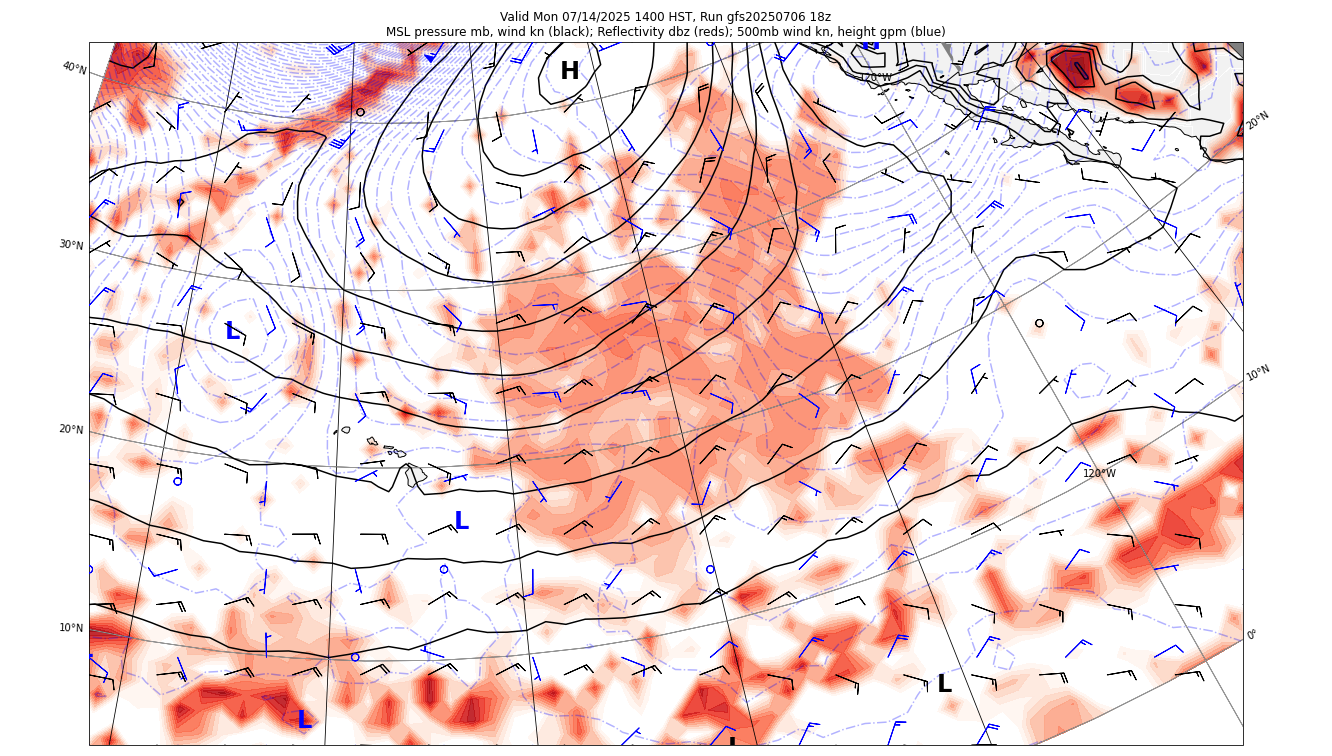 Valid Mon 07/14/2025 1400 HST, Run gfs20250706 18z
MSL pressure mb, wind kn (black); Reflectivity dbz (reds); 500mb wind kn, height gpm (blue)
H
H
40°N
120°W
20°N
30°N
L
10°N
20°N
120°W
L
10°N
0°
L
L
L